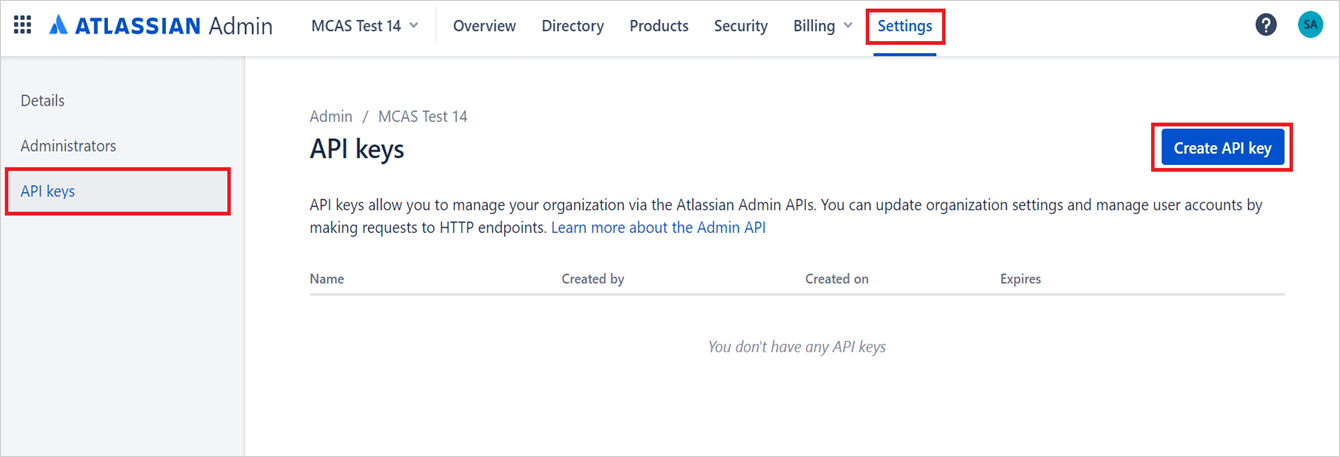 ATLASSIAN Admin MCAS Test 14 Overview Directory Products Security Billing Settings ? SA
Details
Administrators
API keys
Admin / MCAS Test 14
API keys
Create API key
API keys allow you to manage your organization via the Atlassian Admin APIs. You can update organization settings and manage user accounts by
making requests to HTTP endpoints. Learn more about the Admin API
Name Created by Created on Expires
You don't have any API keys